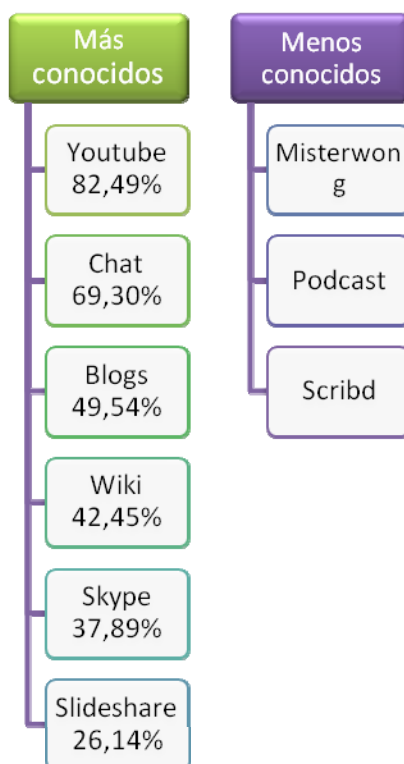 Más
conocidos
Youtube
82,49%
Chat
69,30%
Blogs
49,54%
Wiki
42,45%
Skype
37,89%
Slideshare
26,14%
Menos
conocidos
Misterwon
g
Podcast
Scribd